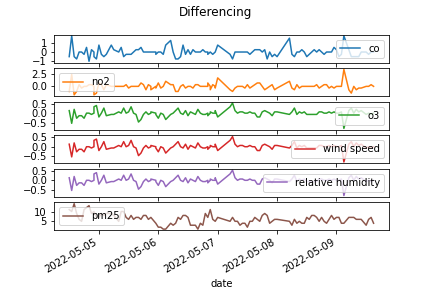 Differencing
1
0
−1
co
2.5
0.0
no2
0.5
0.0
−0.5
o3
0.5
0.0
−0.5
wind speed
0.5
0.0
−0.5
relative humidity
10
5
pm25
2022-05-05
2022-05-06
2022-05-07
2022-05-08
2022-05-09
date